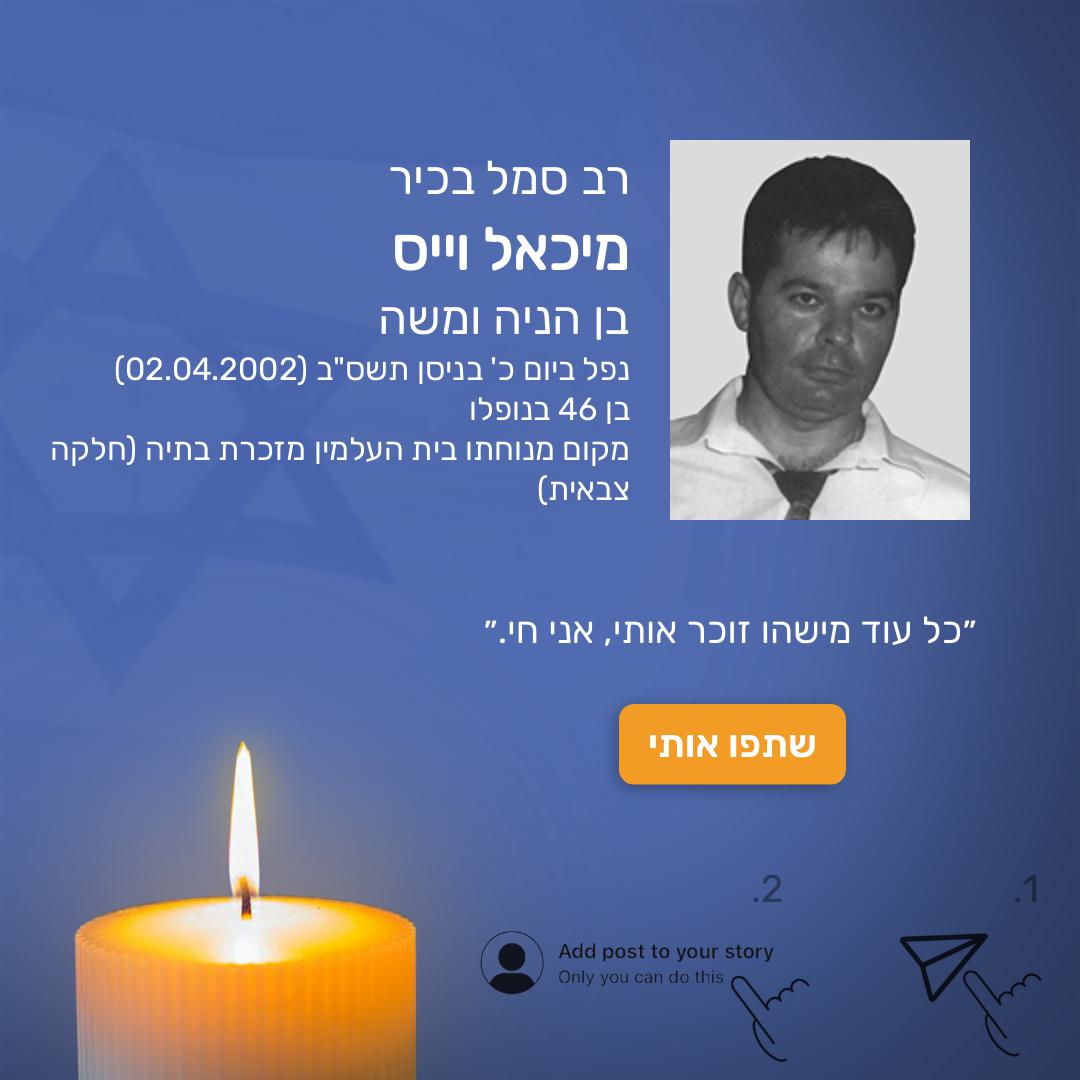 רב סמל בכיר
מיכאל וייס
בן הניה ומשה
נפל ביום כ' בניסן תשס"ב (02.04.2002)
בן 46 בנופלו
מקום מנוחתו בית העלמין מזכרת בתיה (חלקה
צבאית)
״כל עוד מישהו זוכר אותי, אני חי.״
שתפו אותי
1.
2.
Add post to your story
Only you can do this